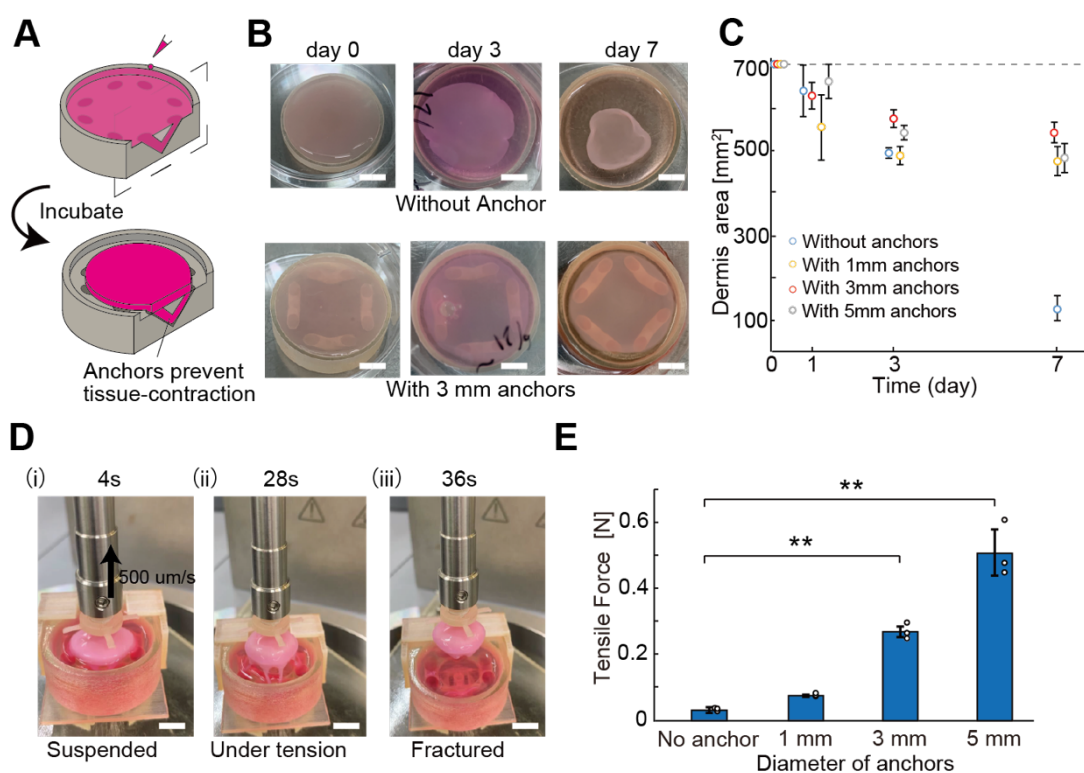 A
Incubate
Anchors prevent
tissue-contraction
B
day 0
day 3
day 7
Without Anchor
With 3 mm anchors
C
Dermis area [mm²]
700
500
300
100
Without anchors
With 1mm anchors
With 3mm anchors
With 5mm anchors
0
1
3
7
Time (day)
D
(i)
4s
(ii)
28s
(iii)
36s
500 um/s
Suspended
Under tension
Fractured
E
Tensile Force [N]
0.6
0.4
0.2
0
**
**
No anchor
1 mm
3 mm
5 mm
Diameter of anchors